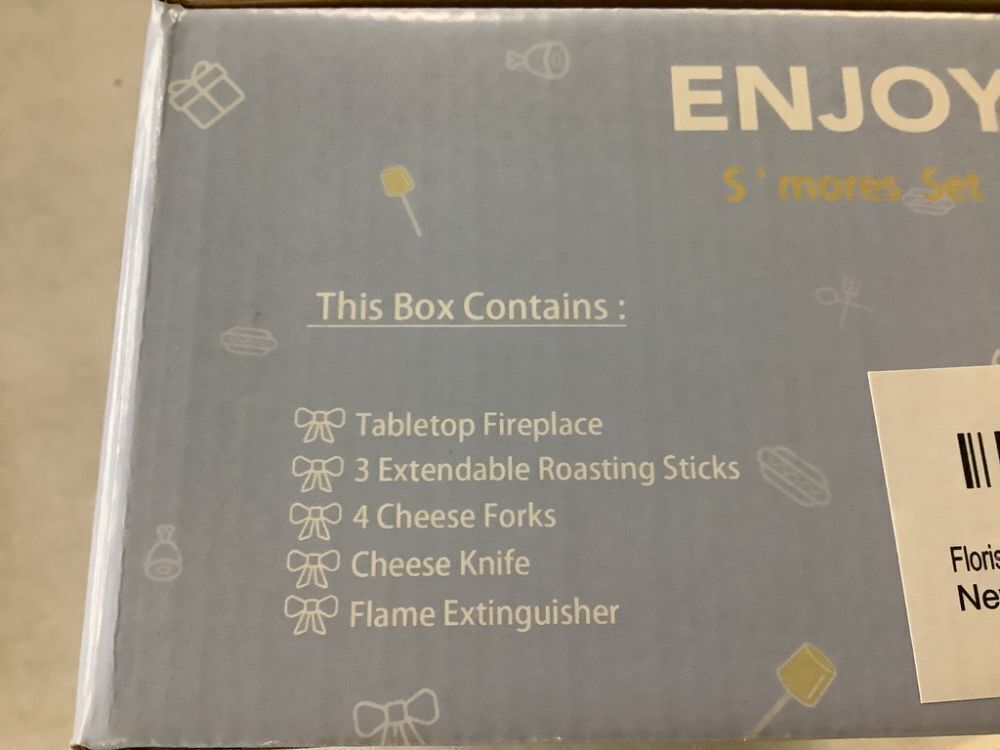 ENJOY
S'mores Set
This Box Contains :
Tabletop Fireplace
3 Extendable Roasting Sticks
4 Cheese Forks
Cheese Knife
Flame Extinguisher